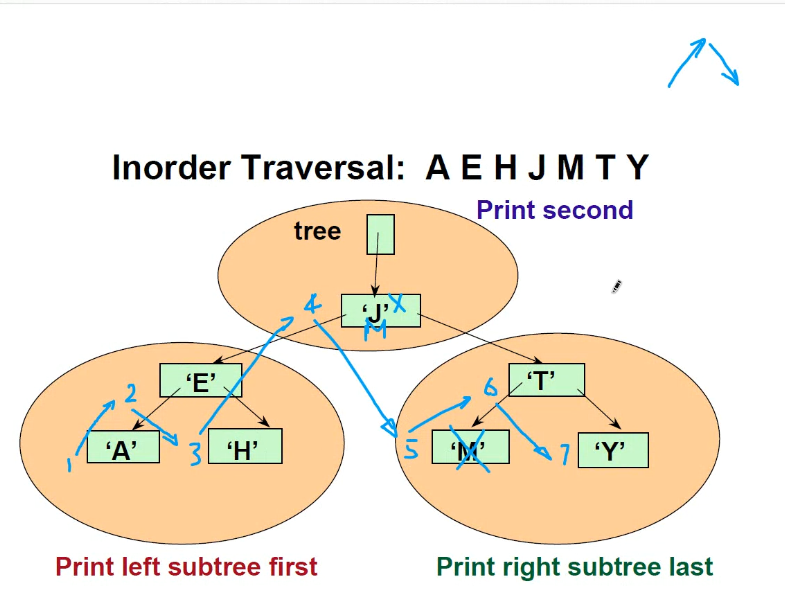 Inorder Traversal: A E H J M T Y
Print second
tree
4
'J' X
M
'E'
2
'T'
6
1
'A'
3
'H'
5
'M'
7
'Y'
Print left subtree first
Print right subtree last